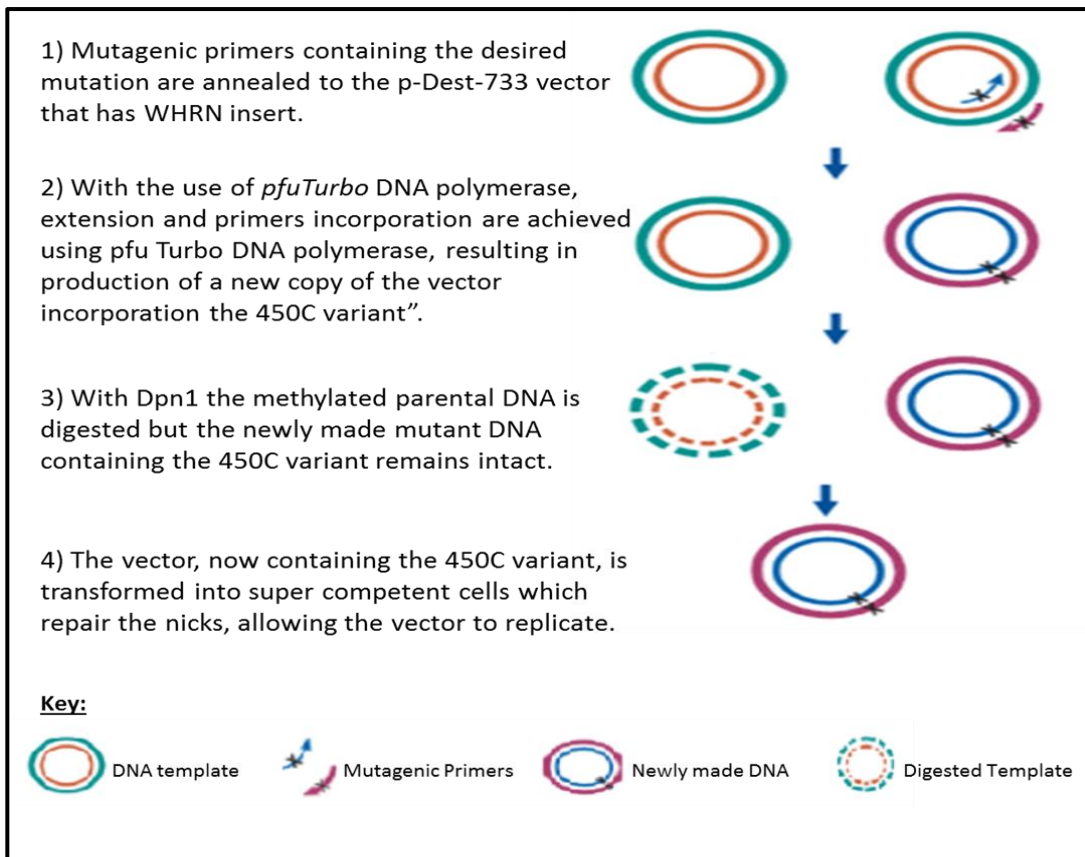 1) Mutagenic primers containing the desired
mutation are annealed to the p-Dest-733 vector
that has WHRN insert.
2) With the use of pfuTurbo DNA polymerase,
extension and primers incorporation are achieved
using pfu Turbo DNA polymerase, resulting in
production of a new copy of the vector
incorporation the 450C variant”.
3) With Dpn1 the methylated parental DNA is
digested but the newly made mutant DNA
containing the 450C variant remains intact.
4) The vector, now containing the 450C variant, is
transformed into super competent cells which
repair the nicks, allowing the vector to replicate.
Key:
DNA template
Mutagenic Primers
Newly made DNA
Digested Template